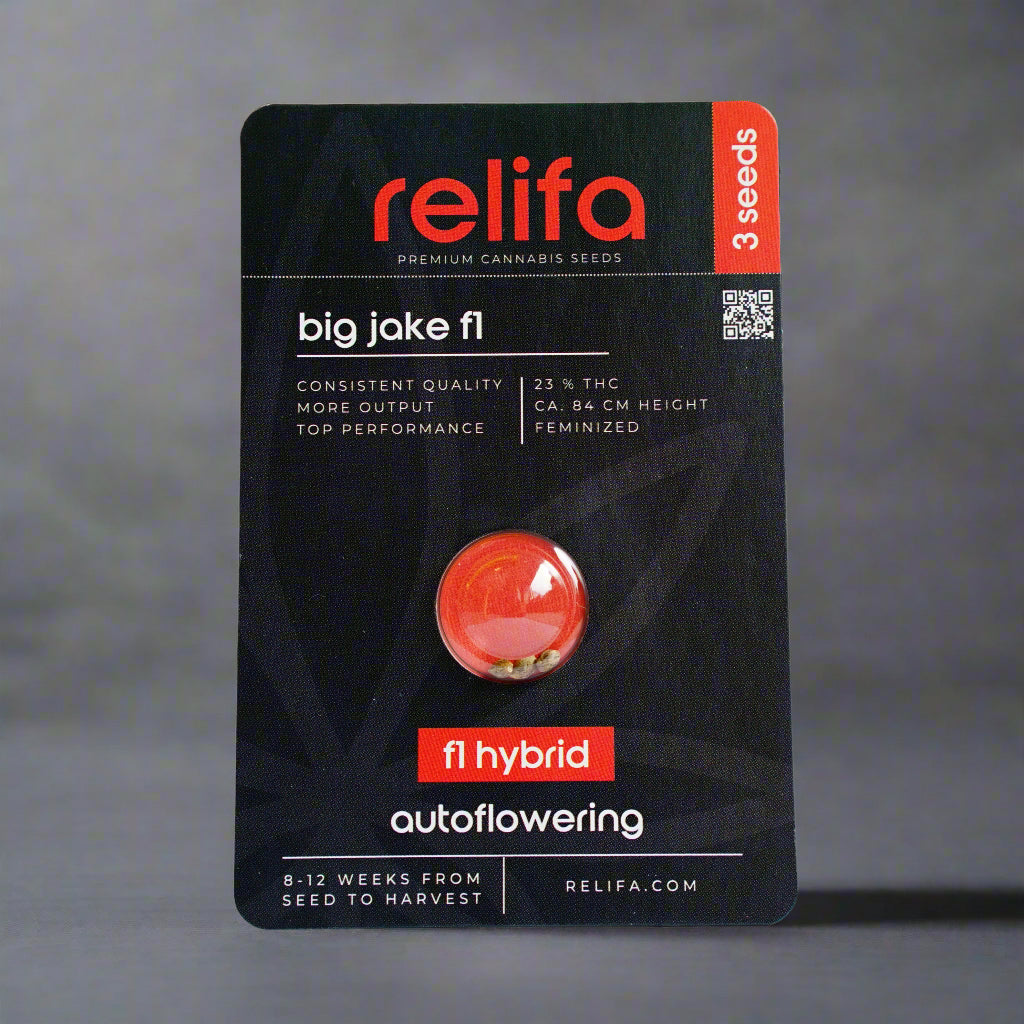 relifa
PREMIUM CANNABIS SEEDS
3 seeds
big jake f1
CONSISTENT QUALITY
MORE OUTPUT
TOP PERFORMANCE
23 % THC
CA. 84 CM HEIGHT
FEMINIZED
f1 hybrid
autoflowering
8-12 WEEKS FROM
SEED TO HARVEST
RELIFA.COM